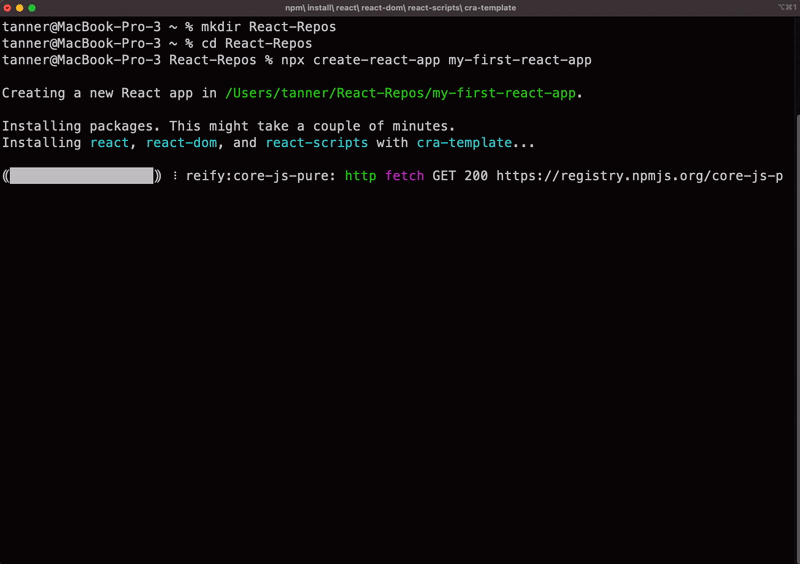 npm\ install\ react\ react-dom\ react-scripts\ cra-template
⌥⌘1
tanner@MacBook-Pro-3 ~ % mkdir React-Repos
tanner@MacBook-Pro-3 ~ % cd React-Repos
tanner@MacBook-Pro-3 React-Repos % npx create-react-app my-first-react-app
Creating a new React app in /Users/tanner/React-Repos/my-first-react-app.
Installing packages. This might take a couple of minutes.
Installing react, react-dom, and react-scripts with cra-template...
⸨░░░░░░░░░░░░░░░░░░⸩ ⠸ reify:core-js-pure: http fetch GET 200 https://registry.npmjs.org/core-js-p